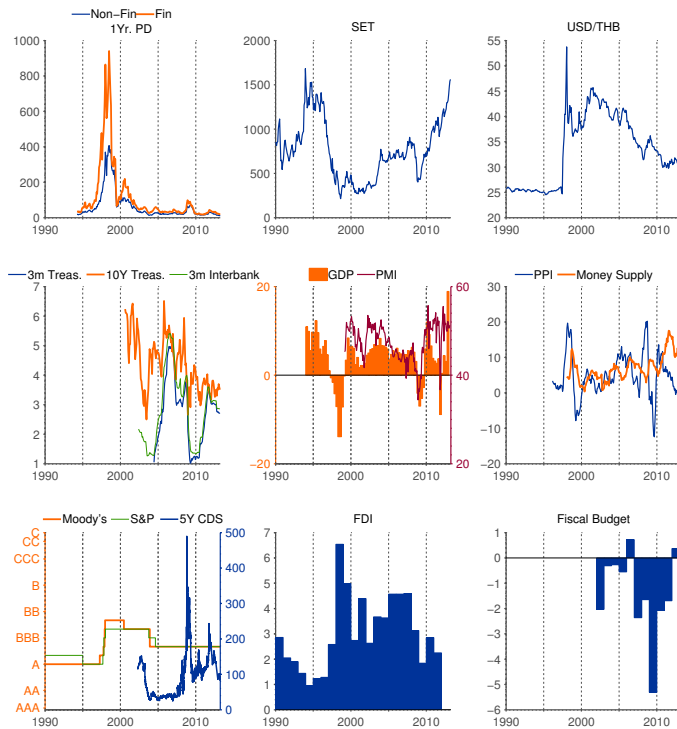 Non−Fin Fin
1Yr. PD
1000
800
600
400
200
0
1990 2000 2010
SET
2000
1500
1000
500
0
1990 2000 2010
USD/THB
55
50
45
40
35
30
25
20
1990 2000 2010
3m Treas. 10Y Treas. 3m Interbank
7
6
5
4
3
2
1
1990 2000 2010
GDP PMI
20 60
0 40
−20 20
1990 2000 2010
PPI Money Supply
30
20
10
0
−10
−20
1990 2000 2010
Moody's S&P 5Y CDS
C 500
CC
CCC 400
B 300
BB
BBB 200
A 100
AA
AAA 0
1990 2000 2010
FDI
7
6
5
4
3
2
1
0
1990 2000 2010
Fiscal Budget
1
0
−1
−2
−3
−4
−5
−6
1990 2000 2010